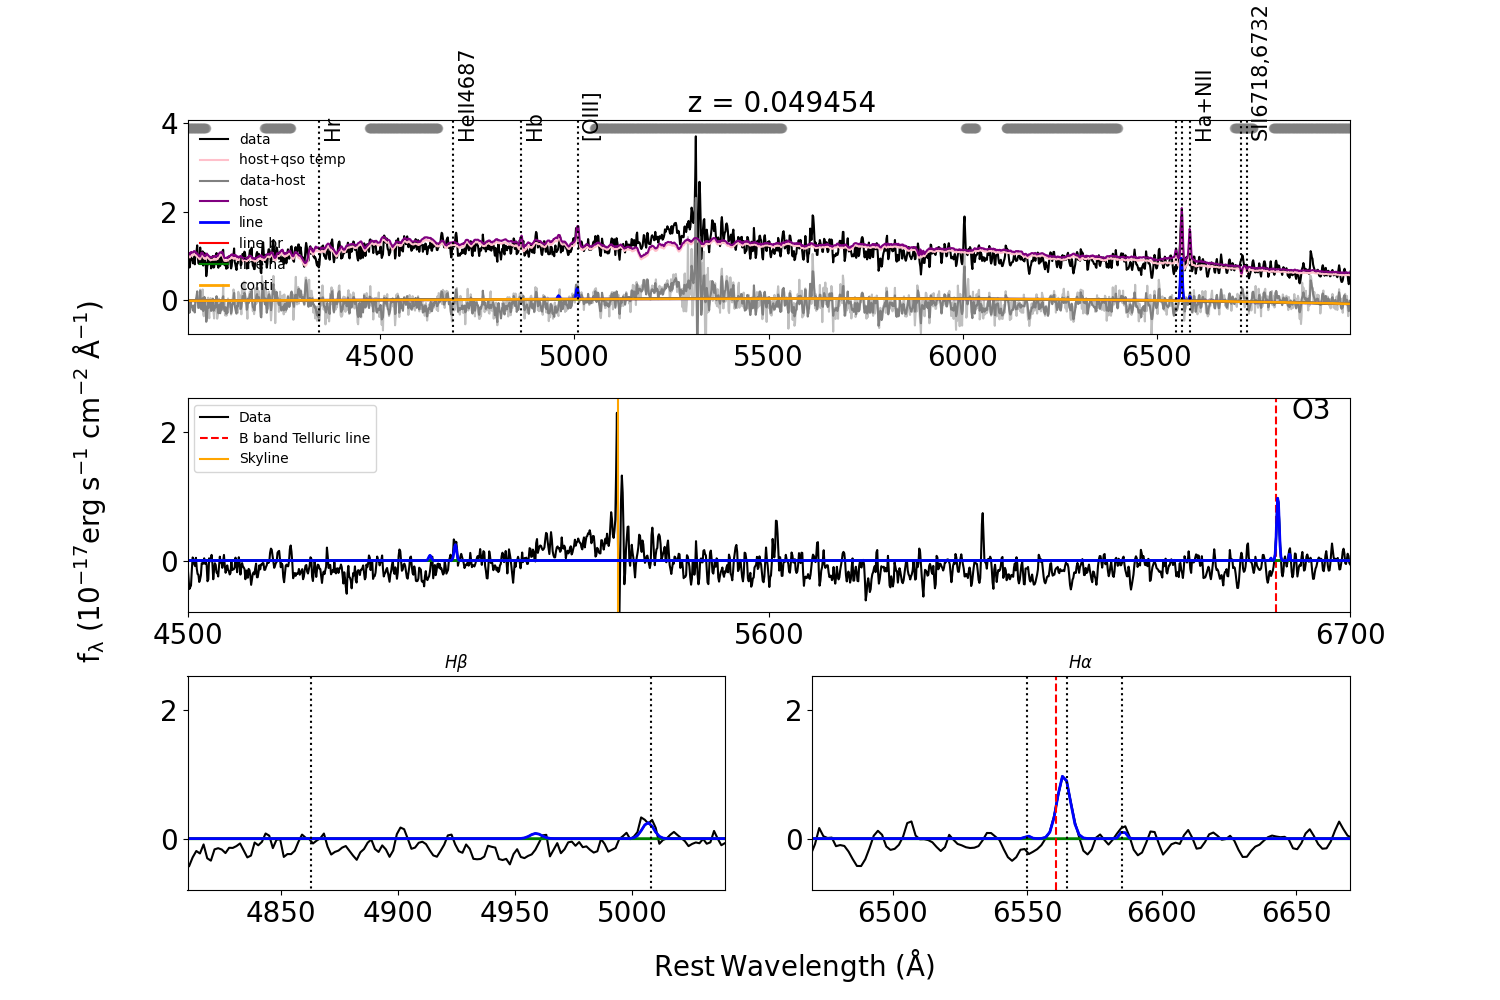 z = 0.049454
Hr
HeII4687
Hb
[OIII]
Ha+NII
SII6718,6732
4
2
0
data
host+qso temp
data-host
host
line
line br
line na
conti
4500
5000
5500
6000
6500
f_λ (10^{-17}erg s^{-1} cm^{-2} Å^{-1})
2
0
Data
B band Telluric line
Skyline
O3
4500
5600
6700
Hβ
2
0
4850
4900
4950
5000
Hα
2
0
6500
6550
6600
6650
Rest Wavelength (Å)